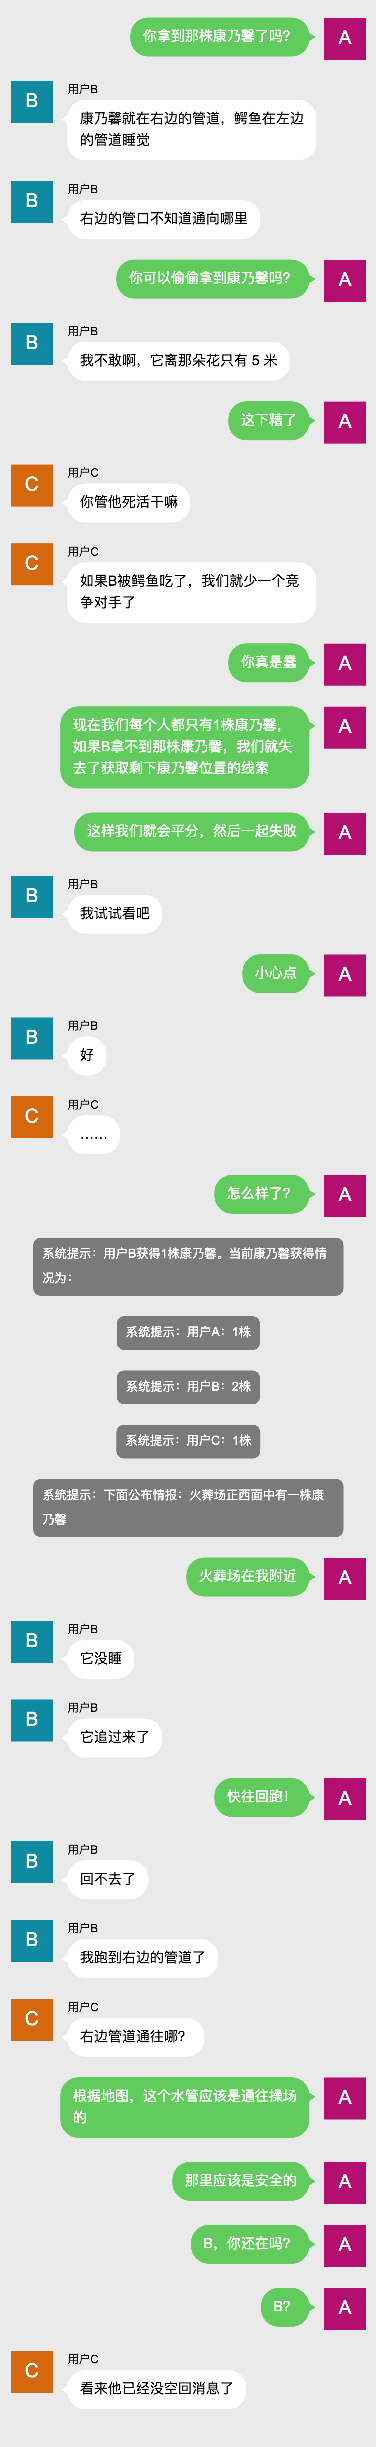 你拿到那株康乃馨了吗？
A
用户B
B
康乃馨就在右边的管道，鳄鱼在左边
的管道睡觉
用户B
B
右边的管口不知道通向哪里
你可以偷偷拿到康乃馨吗？
A
用户B
B
我不敢啊，它离那朵花只有 5 米
这下糟了
A
用户C
C
你管他死活干嘛
用户C
C
如果B被鳄鱼吃了，我们就少一个竞
争对手了
你真是蠢
A
现在我们每个人都只有1株康乃馨，
如果B拿不到那株康乃馨，我们就失
去了获取剩下康乃馨位置的线索
A
这样我们就会平分，然后一起失败
A
用户B
B
我试试看吧
小心点
A
用户B
B
好
用户C
C
……
怎么样了？
A
系统提示：用户B获得1株康乃馨。当前康乃馨获得情
况为：
系统提示：用户A：1株
系统提示：用户B：2株
系统提示：用户C：1株
系统提示：下面公布情报：火葬场正西面中有一株康
乃馨
火葬场在我附近
A
用户B
B
它没睡
用户B
B
它追过来了
快往回跑！
A
用户B
B
回不去了
用户B
B
我跑到右边的管道了
用户C
C
右边管道通往哪？
根据地图，这个水管应该是通往操场
的
A
那里应该是安全的
A
B，你还在吗？
A
B？
A
用户C
C
看来他已经没空回消息了